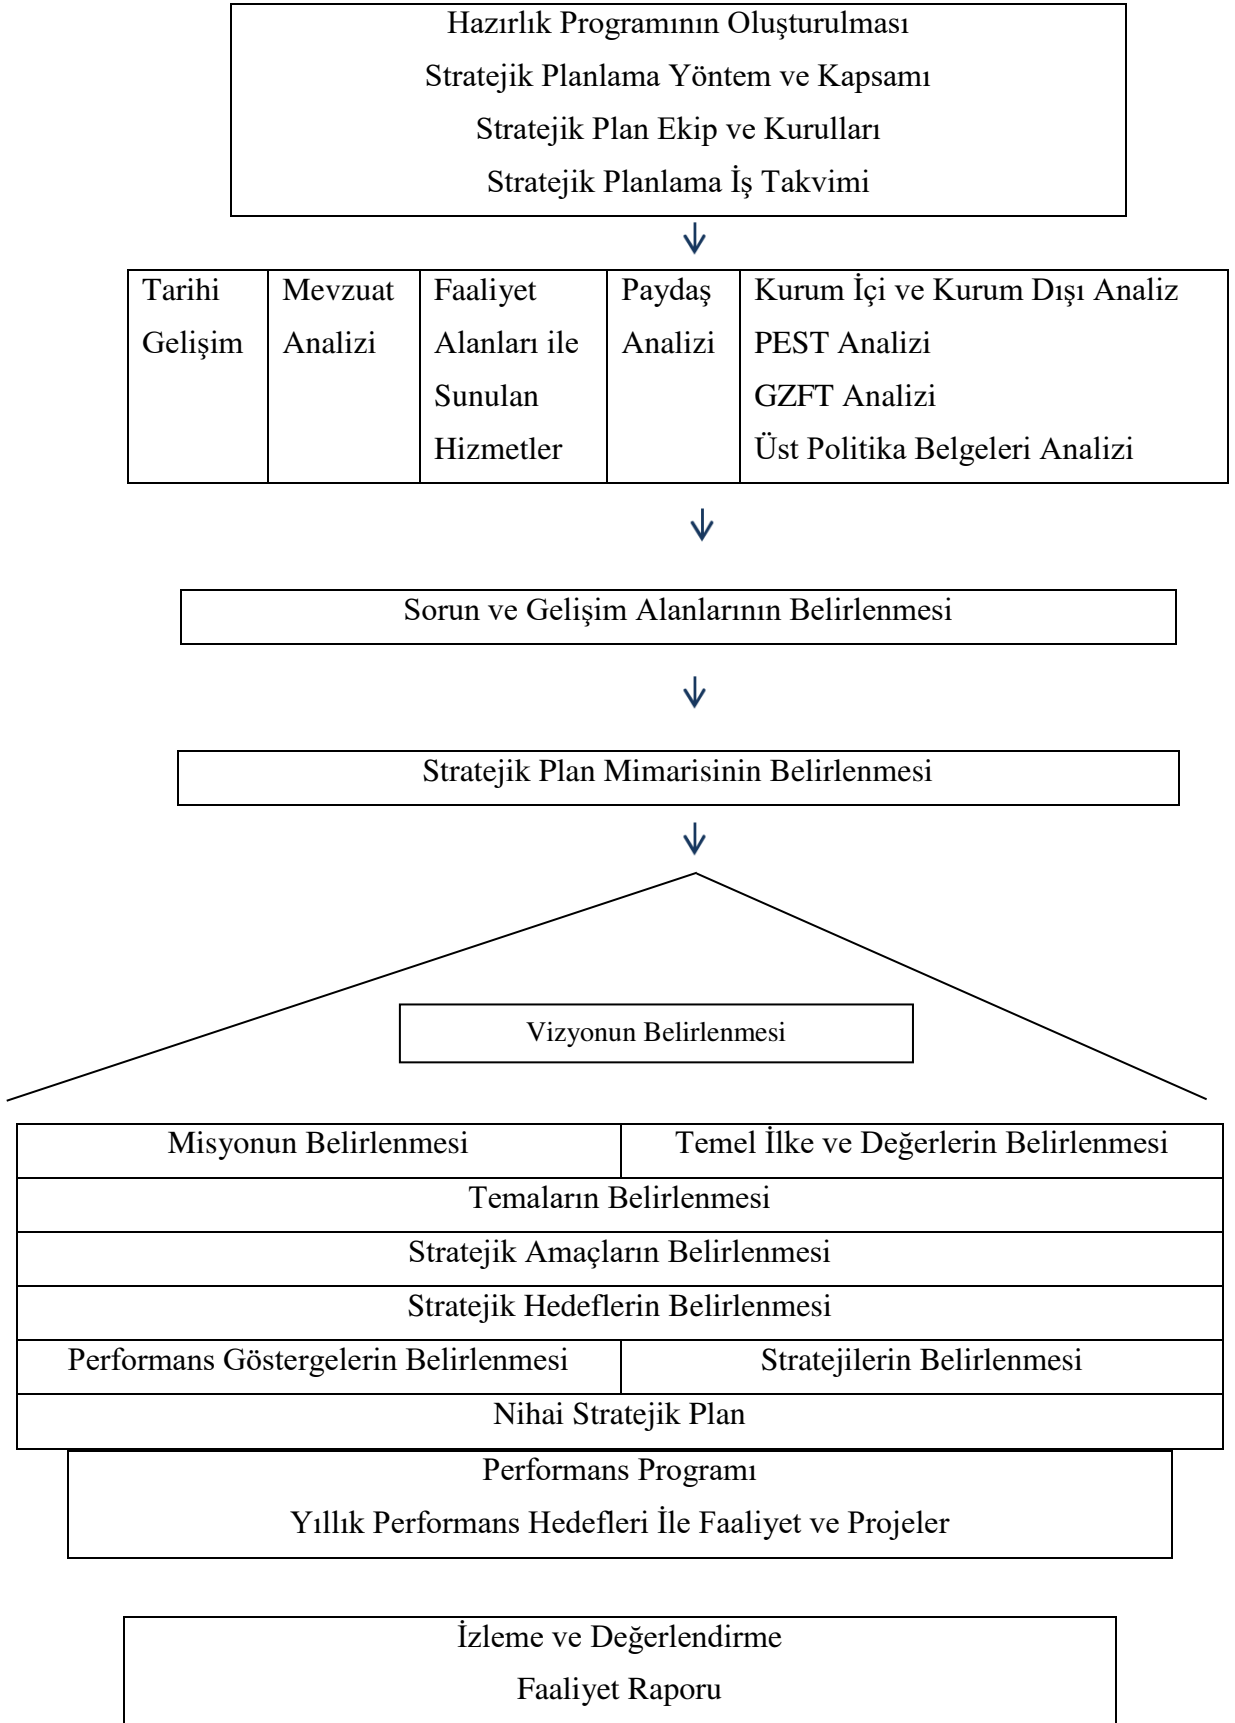 Hazırlık Programının Oluşturulması
Stratejik Planlama Yöntem ve Kapsamı
Stratejik Plan Ekip ve Kurulları
Stratejik Planlama İş Takvimi
Tarihi
Gelişim
Mevzuat
Analizi
Faaliyet
Alanları ile
Sunulan
Hizmetler
Paydaş
Analizi
Kurum İçi ve Kurum Dışı Analiz
PEST Analizi
GZFT Analizi
Üst Politika Belgeleri Analizi
Sorun ve Gelişim Alanlarının Belirlenmesi
Stratejik Plan Mimarisinin Belirlenmesi
Vizyonun Belirlenmesi
Misyonun Belirlenmesi
Temel İlke ve Değerlerin Belirlenmesi
Temaların Belirlenmesi
Stratejik Amaçların Belirlenmesi
Stratejik Hedeflerin Belirlenmesi
Performans Göstergelerin Belirlenmesi
Stratejilerin Belirlenmesi
Nihai Stratejik Plan
Performans Programı
Yıllık Performans Hedefleri İle Faaliyet ve Projeler
İzleme ve Değerlendirme
Faaliyet Raporu